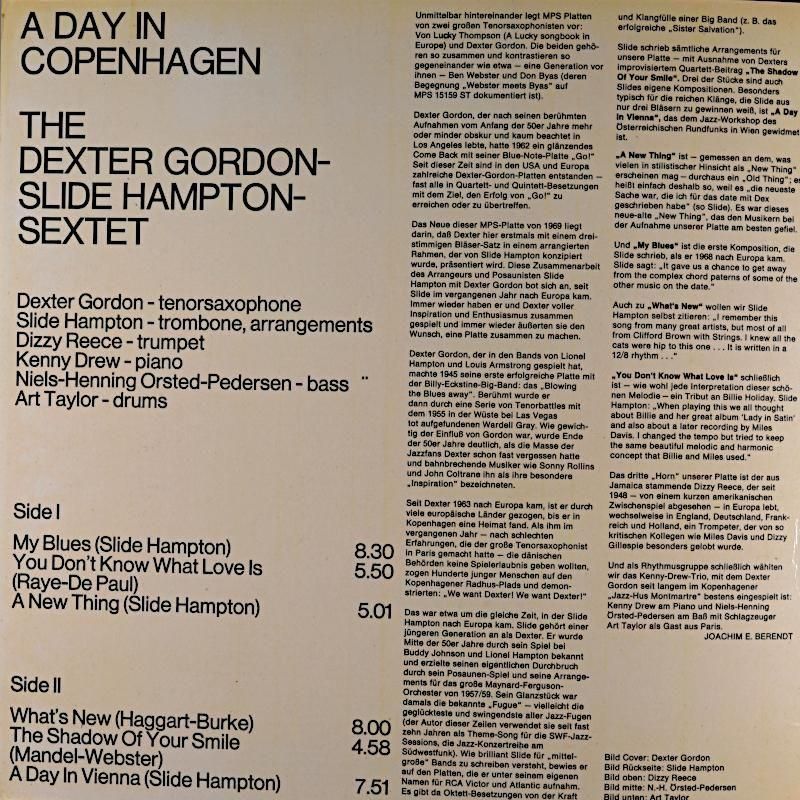 A DAY IN
COPENHAGEN
THE
DEXTER GORDON-
SLIDE HAMPTON-
SEXTET
Dexter Gordon - tenorsaxophone
Slide Hampton - trombone, arrangements
Dizzy Reece - trumpet
Kenny Drew - piano
Niels-Henning Orsted-Pedersen - bass
Art Taylor - drums
Side I
My Blues (Slide Hampton) 8.30
You Don't Know What Love Is 5.50
(Raye-De Paul)
A New Thing (Slide Hampton) 5.01
Side II
What's New (Haggart-Burke) 8.00
The Shadow Of Your Smile 4.58
(Mandel-Webster)
A Day In Vienna (Slide Hampton) 7.51
Unmittelbar hintereinander legt MPS Platten
von zwei großen Tenorsaxophonisten vor:
Von Lucky Thompson (A Lucky songbook in
Europe) und Dexter Gordon. Die beiden gehö-
ren so zusammen und kontrastieren so
gegeneinander wie etwa – eine Generation vor
ihnen – Ben Webster und Don Byas (deren
Begegnung „Webster meets Byas" auf
MPS 15159 ST dokumentiert ist).
Dexter Gordon, der nach seinen berühmten
Aufnahmen vom Anfang der 50er Jahre mehr
oder minder obskur und kaum beachtet in
Los Angeles lebte, hatte 1962 ein glänzendes
Come Back mit seiner Blue-Note-Platte „Go!"
Seit dieser Zeit sind in den USA und Europa
zahlreiche Dexter-Gordon-Platten entstanden –
fast alle in Quartett- und Quintett-Besetzungen
mit dem Ziel, den Erfolg von „Go!" zu
erreichen oder zu übertreffen.
Das Neue dieser MPS-Platte von 1969 liegt
darin, daß Dexter hier erstmals mit einem drei-
stimmigen Bläser-Satz in einem arrangierten
Rahmen, der von Slide Hampton konzipiert
wurde, präsentiert wird. Diese Zusammenarbeit
des Arrangeurs und Posaunisten Slide
Hampton mit Dexter Gordon bot sich an, seit
Slide im vergangenen Jahr nach Europa kam.
Immer wieder haben er und Dexter voller
Inspiration und Enthusiasmus zusammen
gespielt und immer wieder äußerten sie den
Wunsch, eine Platte zusammen zu machen.
Dexter Gordon, der in den Bands von Lionel
Hampton und Louis Armstrong gespielt hat,
machte 1945 seine erste erfolgreiche Platte mit
der Billy-Eckstine-Big-Band: das „Blowing
the Blues away". Berühmt wurde er
dann durch eine Serie von Tenorbattles mit
dem 1955 in der Wüste bei Las Vegas
tot aufgefundenen Wardell Gray. Wie gewich-
tig der Einfluß von Gordon war, wurde Ende
der 50er Jahre deutlich, als die Masse der
Jazzfans Dexter schon fast vergessen hatte
und bahnbrechende Musiker wie Sonny Rollins
und John Coltrane ihn als ihre besondere
„Inspiration" bezeichneten.
Seit Dexter 1963 nach Europa kam, ist er durch
viele europäische Länder gezogen, bis er in
Kopenhagen eine Heimat fand. Als ihm im
vergangenen Jahr – nach schlechten
Erfahrungen, die der große Tenorsaxophonist
in Paris gemacht hatte – die dänischen
Behörden keine Spielerlaubnis geben wollten,
zogen Hunderte junger Menschen auf den
Kopenhagener Radhus-Plads und demon-
strierten: „We want Dexter! We want Dexter!"
Das war etwa um die gleiche Zeit, in der Slide
Hampton nach Europa kam. Slide gehört einer
jüngeren Generation an als Dexter. Er wurde
Mitte der 50er Jahre durch sein Spiel bei
Buddy Johnson und Lionel Hampton bekannt
und erzielte seinen eigentlichen Durchbruch
durch sein Posaunen-Spiel und seine Arrange-
ments für das große Maynard-Ferguson-
Orchester von 1957/59. Sein Glanzstück war
damals die bekannte „Fugue" – vielleicht die
geglückteste und swingendste aller Jazz-Fugen
(der Autor dieser Zeilen verwendet sie seit fast
zehn Jahren als Theme-Song für die SWF-Jazz-
Sessions, die Jazz-Konzertreihe am
Südwestfunk). Wie brillant Slide für „mittel-
große" Bands zu schreiben versteht, bewies er
auf den Platten, die er unter seinem eigenen
Namen für RCA Victor und Atlantic aufnahm.
Es gibt da Oktett-Besetzungen von der Kraft
und Klangfülle einer Big Band (z. B. das
erfolgreiche „Sister Salvation").
Slide schrieb sämtliche Arrangements für
unsere Platte – mit Ausnahme von Dexters
improvisiertem Quartett-Beitrag „The Shadow
Of Your Smile". Drei der Stücke sind auch
Slides eigene Kompositionen. Besonders
typisch für die reichen Klänge, die Slide aus
nur drei Bläsern zu gewinnen weiß, ist „A Day
In Vienna", das dem Jazz-Workshop des
Österreichischen Rundfunks in Wien gewidmet
ist.
„A New Thing" ist – gemessen an dem, was
vielen in stilistischer Hinsicht als „New Thing"
erscheinen mag – durchaus ein „Old Thing"; es
heißt einfach deshalb so, weil es „die neueste
Sache war, die ich für das date mit Dex
geschrieben habe" (so Slide). Es war dieses
neue-alte „New Thing", das den Musikern bei
der Aufnahme unserer Platte am besten gefiel.
Und „My Blues" ist die erste Komposition, die
Slide schrieb, als er 1968 nach Europa kam.
Slide sagt: „It gave us a chance to get away
from the complex chord paterns of some of the
other music on the date."
Auch zu „What's New" wollen wir Slide
Hampton selbst zitieren: „I remember this
song from many great artists, but most of all
from Clifford Brown with Strings. I knew all the
cats were hip to this one . . . It is written in a
12/8 rhythm . . ."
„You Don't Know What Love Is" schließlich
ist – wie wohl jede Interpretation dieser schö-
nen Melodie – ein Tribut an Billie Holiday. Slide
Hampton: „When playing this we all thought
about Billie and her great album 'Lady in Satin'
and also about a later recording by Miles
Davis. I changed the tempo but tried to keep
the same beautiful melodic and harmonic
concept that Billie and Miles used."
Das dritte „Horn" unserer Platte ist der aus
Jamaica stammende Dizzy Reece, der seit
1948 – von einem kurzen amerikanischen
Zwischenspiel abgesehen – in Europa lebt,
wechselweise in England, Deutschland, Frank-
reich und Holland, ein Trompeter, der von so
kritischen Kollegen wie Miles Davis und Dizzy
Gillespie besonders gelobt wurde.
Und als Rhythmusgruppe schließlich wählten
wir das Kenny-Drew-Trio, mit dem Dexter
Gordon seit langem im Kopenhagener
„Jazz-Hus Montmartre" bestens eingespielt ist:
Kenny Drew am Piano und Niels-Henning
Örsted-Pedersen am Baß mit Schlagzeuger
Art Taylor als Gast aus Paris.
JOACHIM E. BERENDT
Bild Cover: Dexter Gordon
Bild Rückseite: Slide Hampton
Bild oben: Dizzy Reece
Bild mitte: N.-H. Örsted-Pedersen
Bild unten: Art Taylor